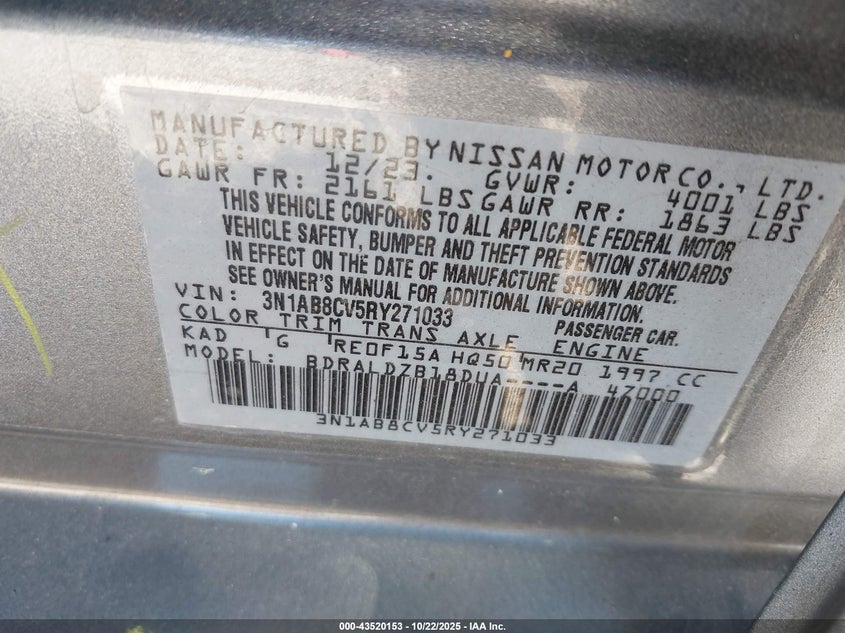 MANUFACTURED BY NISSAN MOTOR CO., LTD.
DATE: 12/23. GVWR: 4001 LBS
GAWR FR: 2161 LBS GAWR RR: 1863 LBS
THIS VEHICLE CONFORMS TO ALL APPLICABLE FEDERAL MOTOR
VEHICLE SAFETY, BUMPER AND THEFT PREVENTION STANDARDS
IN EFFECT ON THE DATE OF MANUFACTURE SHOWN ABOVE.
SEE OWNER'S MANUAL FOR ADDITIONAL INFORMATION.
VIN: 3N1AB8CV5RY271033 PASSENGER CAR.
COLOR TRIM TRANS AXLE ENGINE
KAD G RE0F15A HQ50 MR20 1997 CC
MODEL: BDRALDZB18DUA----A 47000
3N1AB8CV5RY271033
000-43520153 - 10/22/2025 - IAA Inc.